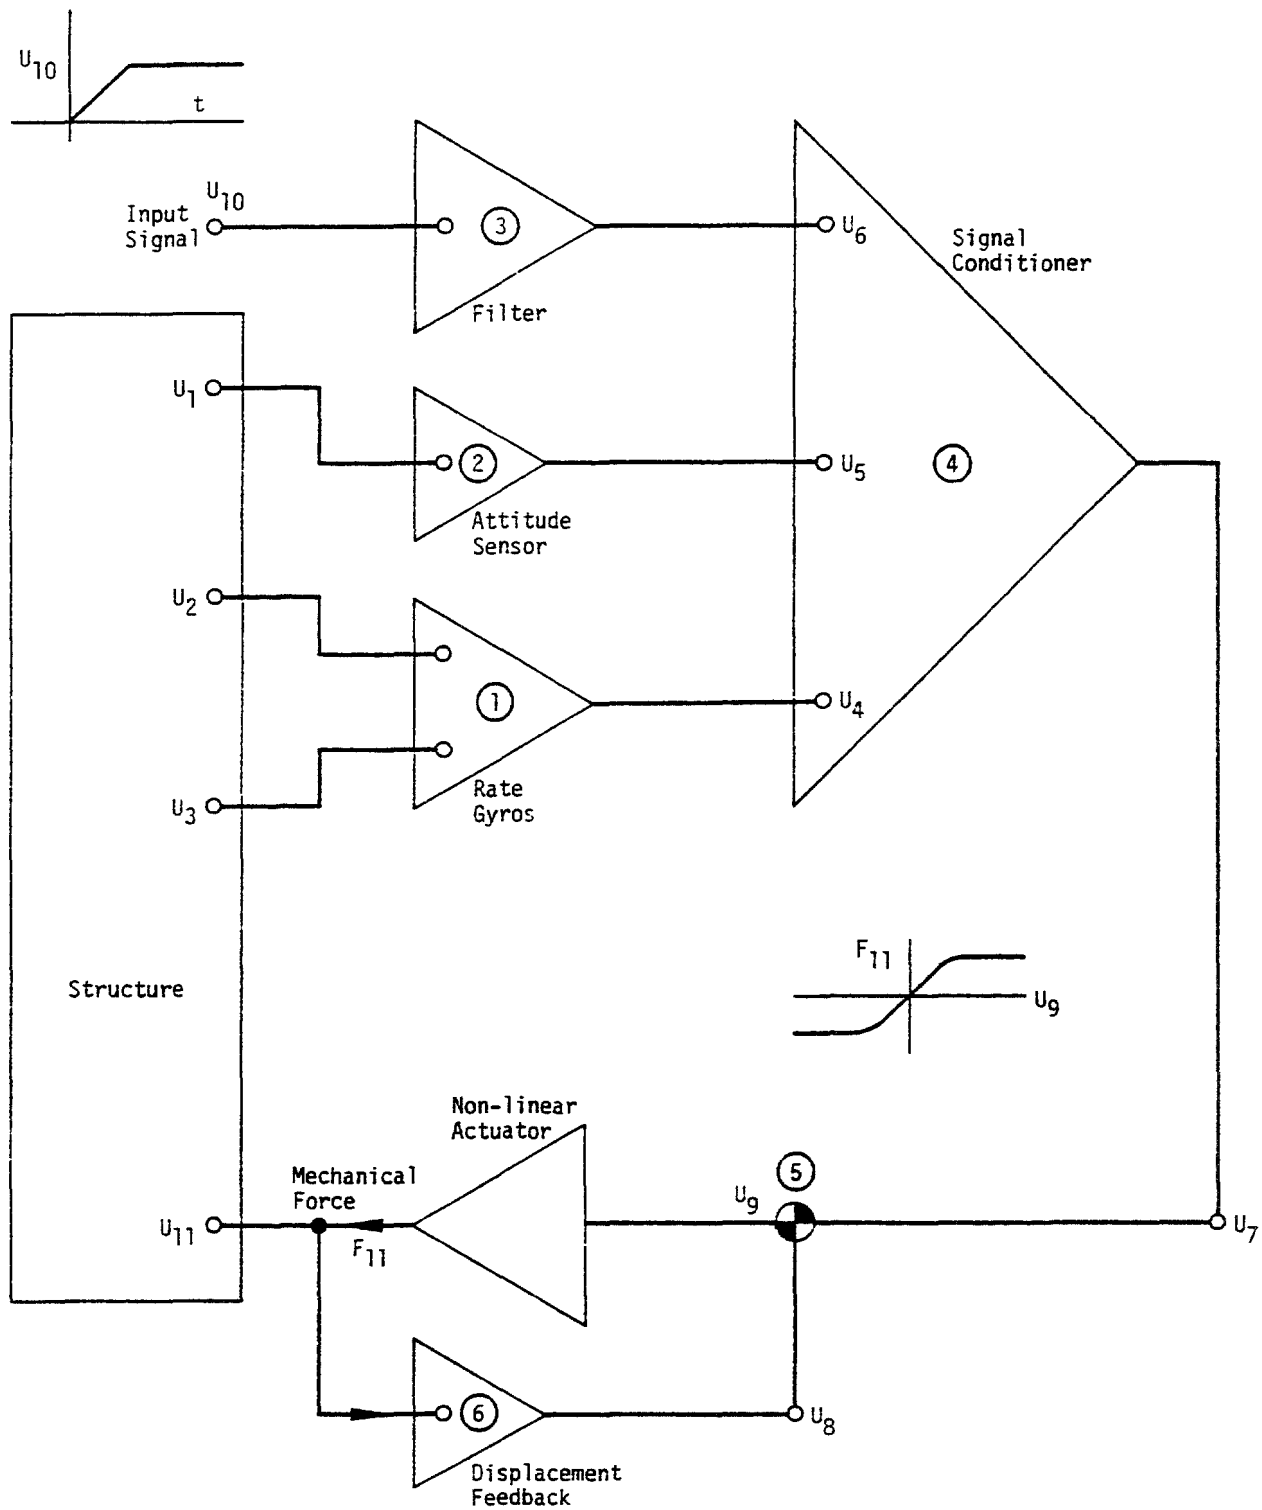 U10
t
U10
Input
Signal
3
Filter
U6
Signal
Conditioner
U1
2
U5
4
Attitude
Sensor
U2
1
U4
U3
Rate
Gyros
F11
U9
Structure
Non-linear
Actuator
Mechanical
Force
5
U9
U11
F11
U7
6
U8
Displacement
Feedback